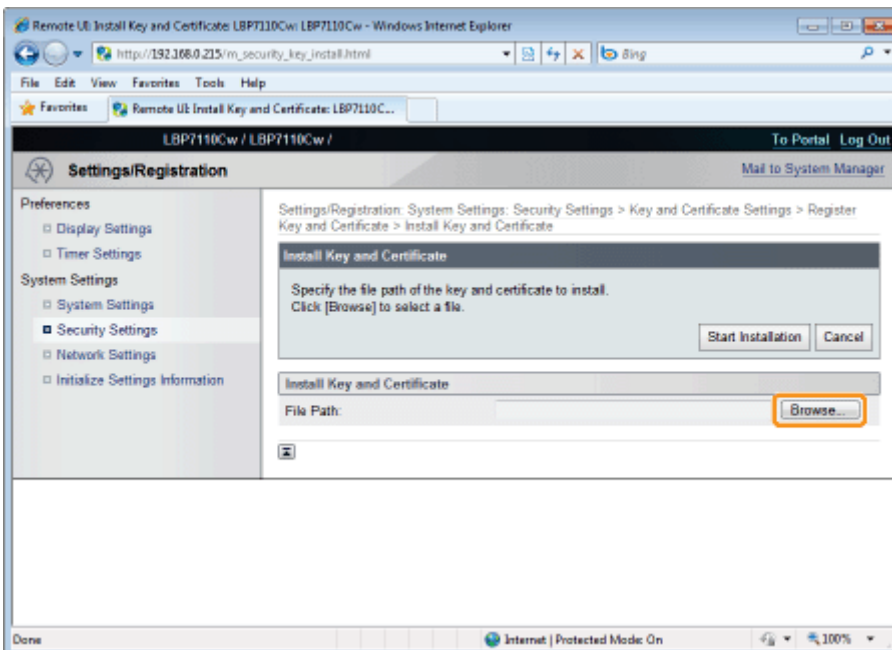 Remote UI: Install Key and Certificate: LBP7110Cw: LBP7110Cw - Windows Internet Explorer
http://192.168.0.215/m_security_key_install.html
Bing
File Edit View Favorites Tools Help
Favorites
Remote UI: Install Key and Certificate: LBP7110C...
LBP7110Cw / LBP7110Cw /
To Portal Log Out
Settings/Registration
Mail to System Manager
Preferences
Display Settings
Timer Settings
System Settings
System Settings
Security Settings
Network Settings
Initialize Settings Information
Settings/Registration: System Settings: Security Settings > Key and Certificate Settings > Register
Key and Certificate > Install Key and Certificate
Install Key and Certificate
Specify the file path of the key and certificate to install.
Click [Browse] to select a file.
Start Installation
Cancel
Install Key and Certificate
File Path:
Browse...
Done
Internet | Protected Mode: On
100%